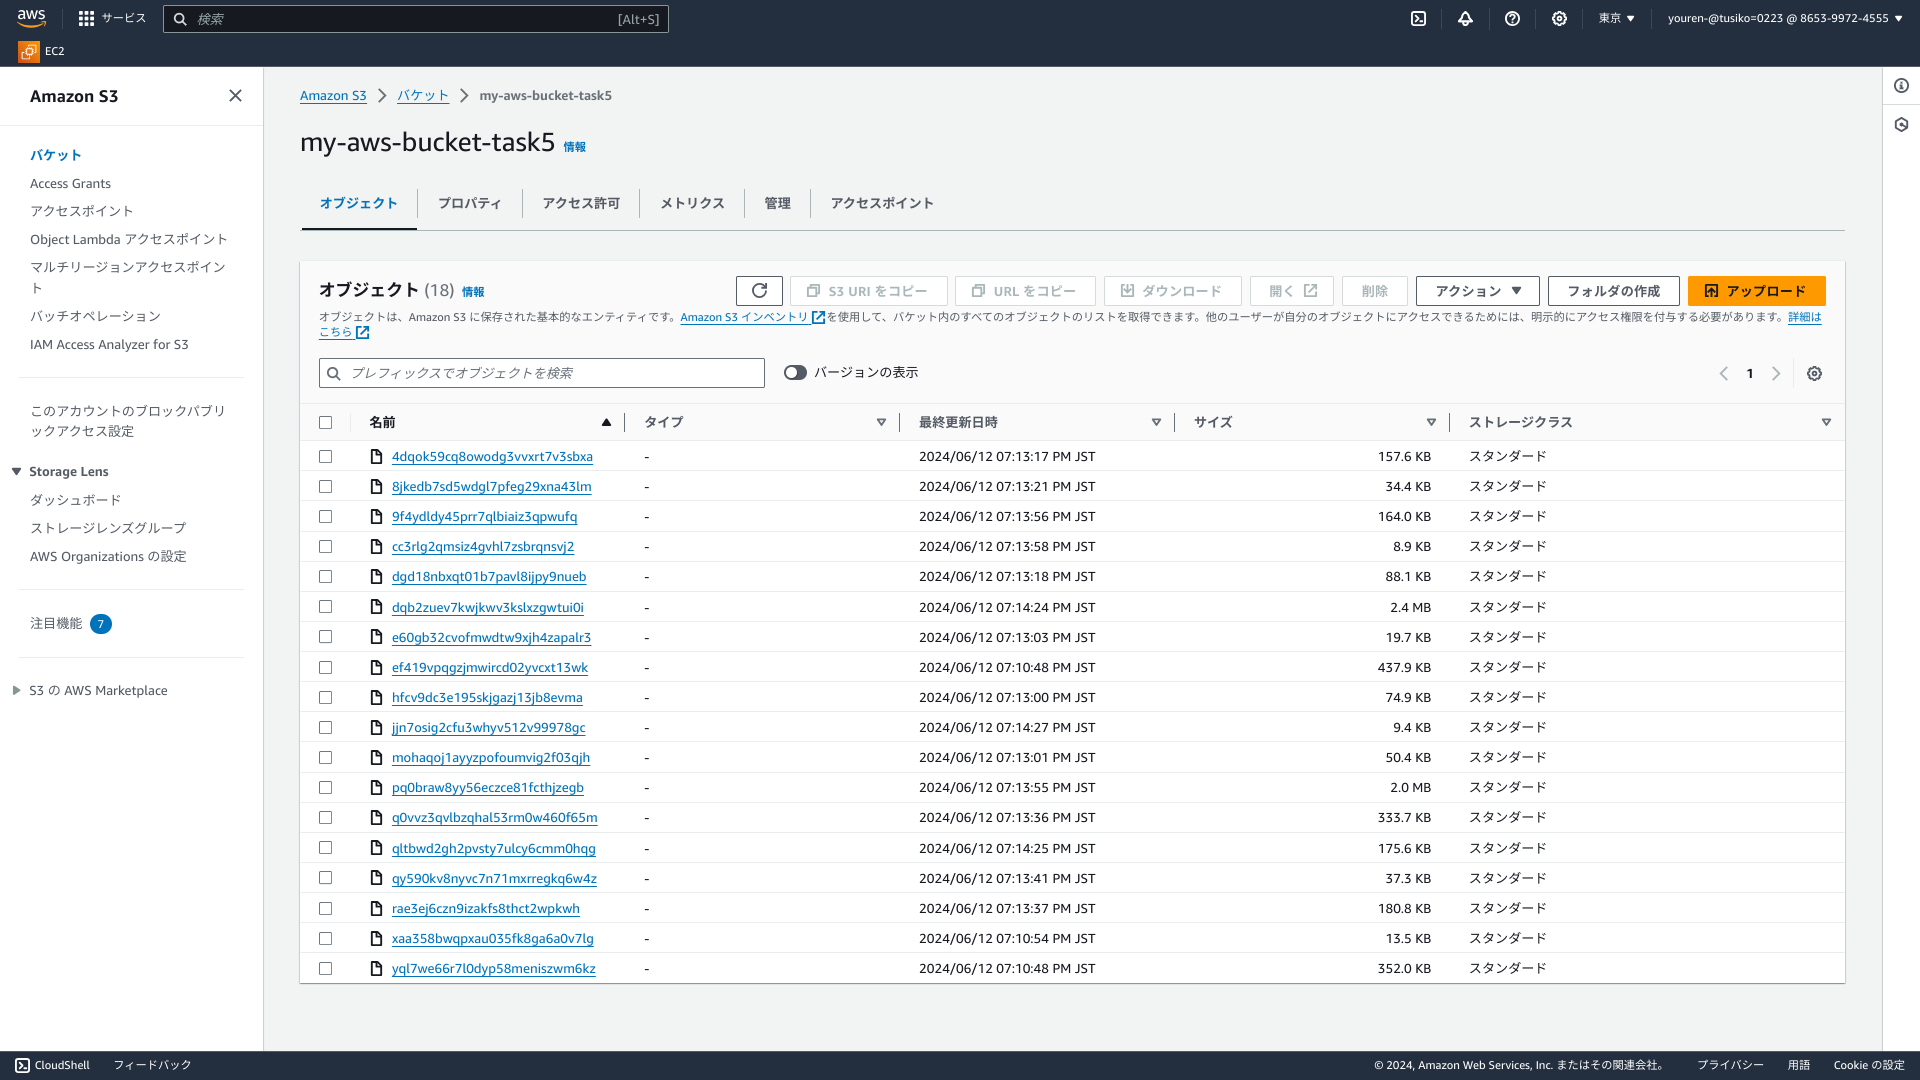 aws サービス 検索 [Alt+S] 東京 youren-@tusiko=0223 @ 8653-9972-4555
EC2
Amazon S3
バケット
Access Grants
アクセスポイント
Object Lambda アクセスポイント
マルチリージョンアクセスポイン
ト
バッチオペレーション
IAM Access Analyzer for S3
このアカウントのブロックパブリ
ックアクセス設定
Storage Lens
ダッシュボード
ストレージレンズグループ
AWS Organizations の設定
注目機能 7
S3 の AWS Marketplace
Amazon S3 バケット my-aws-bucket-task5
my-aws-bucket-task5 情報
オブジェクト プロパティ アクセス許可 メトリクス 管理 アクセスポイント
オブジェクト (18) 情報 S3 URI をコピー URL をコピー ダウンロード 開く 削除 アクション フォルダの作成 アップロード
オブジェクトは、Amazon S3 に保存された基本的なエンティティです。Amazon S3 インベントリ を使用して、バケット内のすべてのオブジェクトのリストを取得できます。他のユーザーが自分のオブジェクトにアクセスできるためには、明示的にアクセス権限を付与する必要があります。詳細は
こちら
プレフィックスでオブジェクトを検索 バージョンの表示 1
名前 タイプ 最終更新日時 サイズ ストレージクラス
4dqok59cq8owodg3vvxrt7v3sbxa - 2024/06/12 07:13:17 PM JST 157.6 KB スタンダード
8jkedb7sd5wdgl7pfeg29xna43lm - 2024/06/12 07:13:21 PM JST 34.4 KB スタンダード
9f4ydldy45prr7qlbiaiz3qpwufq - 2024/06/12 07:13:56 PM JST 164.0 KB スタンダード
cc3rlg2qmsiz4gvhl7zsbrqnsvj2 - 2024/06/12 07:13:58 PM JST 8.9 KB スタンダード
dgd18nbxqt01b7pavl8ijpy9nueb - 2024/06/12 07:13:18 PM JST 88.1 KB スタンダード
dqb2zuev7kwjkwv3kslxzgwtui0i - 2024/06/12 07:14:24 PM JST 2.4 MB スタンダード
e60gb32cvofmwdtw9xjh4zapalr3 - 2024/06/12 07:13:03 PM JST 19.7 KB スタンダード
ef419vpqgzjmwircd02yvcxt13wk - 2024/06/12 07:10:48 PM JST 437.9 KB スタンダード
hfcv9dc3e195skjgazj13jb8evma - 2024/06/12 07:13:00 PM JST 74.9 KB スタンダード
jjn7osig2cfu3whyv512v99978gc - 2024/06/12 07:14:27 PM JST 9.4 KB スタンダード
mohaqoj1ayyzpofoumvig2f03qjh - 2024/06/12 07:13:01 PM JST 50.4 KB スタンダード
pq0braw8yy56eczce81fcthjzegb - 2024/06/12 07:13:55 PM JST 2.0 MB スタンダード
q0vvz3qvlbzqhal53rm0w460f65m - 2024/06/12 07:13:36 PM JST 333.7 KB スタンダード
qltbwd2gh2pvsty7ulcy6cmm0hqg - 2024/06/12 07:14:25 PM JST 175.6 KB スタンダード
qy590kv8nyvc7n71mxrregkq6w4z - 2024/06/12 07:13:41 PM JST 37.3 KB スタンダード
rae3ej6czn9izakfs8thct2wpkwh - 2024/06/12 07:13:37 PM JST 180.8 KB スタンダード
xaa358bwqpxau035fk8ga6a0v7lg - 2024/06/12 07:10:54 PM JST 13.5 KB スタンダード
yql7we66r7l0dyp58meniszwm6kz - 2024/06/12 07:10:48 PM JST 352.0 KB スタンダード
CloudShell フィードバック © 2024, Amazon Web Services, Inc. またはその関連会社。 プライバシー 用語 Cookie の設定